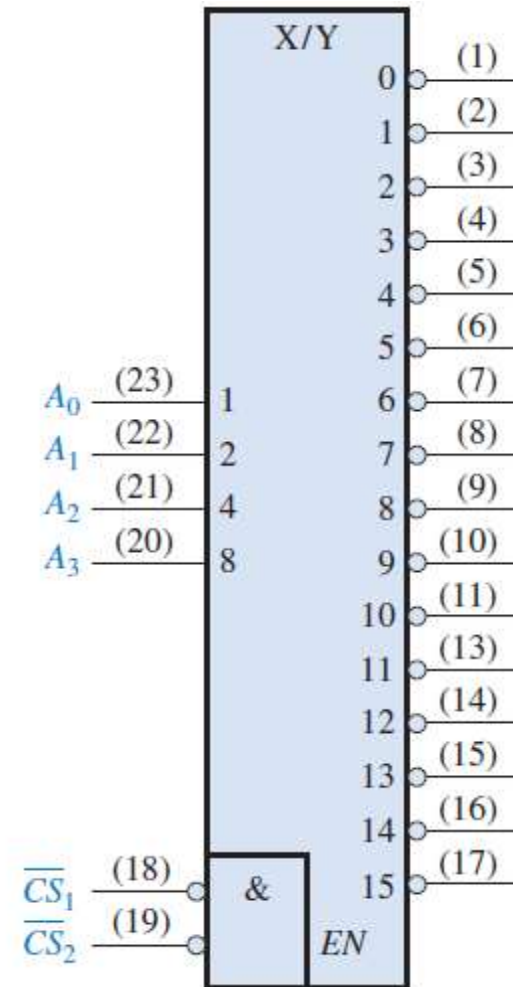 X/Y
0 (1)
1 (2)
2 (3)
3 (4)
4 (5)
5 (6)
A₀ (23) 1 6 (7)
A₁ (22) 2 7 (8)
A₂ (21) 4 8 (9)
A₃ (20) 8 9 (10)
10 (11)
11 (13)
12 (14)
13 (15)
14 (16)
C̅S̅₁ (18) & 15 (17)
C̅S̅₂ (19) EN